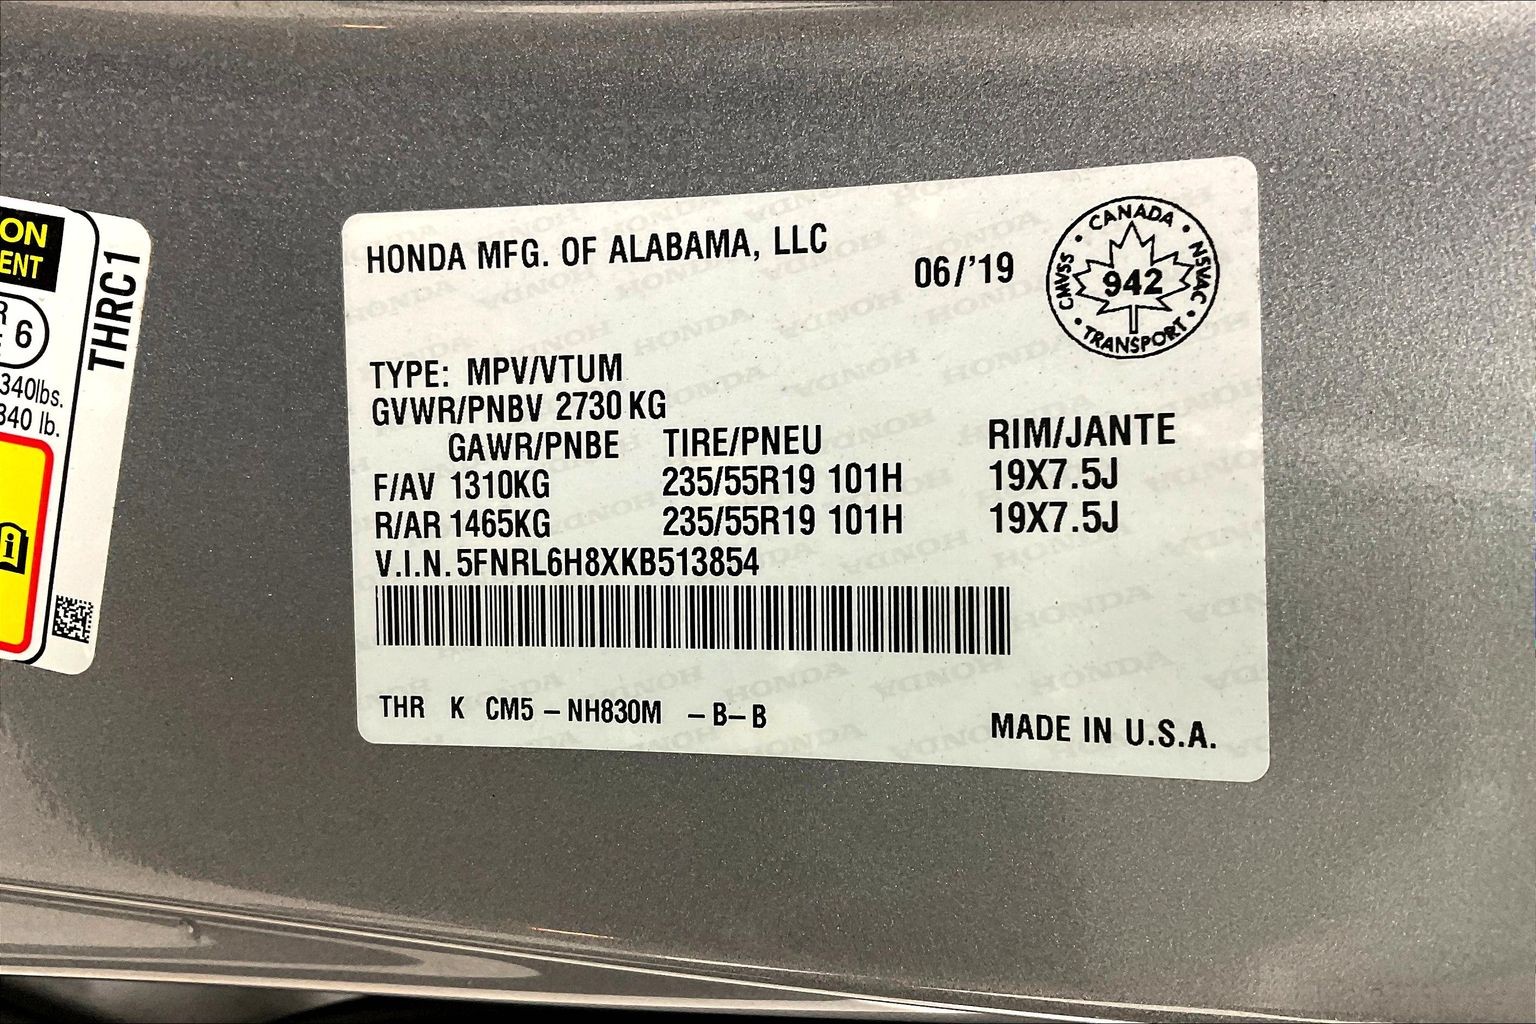 ON
ENT
R
6
340lbs.
340 lb.
THRC1
HONDA MFG. OF ALABAMA, LLC
06/'19
CANADA
NSVAC
TRANSPORT
CMVSS
942
TYPE: MPV/VTUM
GVWR/PNBV 2730 KG
GAWR/PNBE TIRE/PNEU RIM/JANTE
F/AV 1310KG 235/55R19 101H 19X7.5J
R/AR 1465KG 235/55R19 101H 19X7.5J
V.I.N. 5FNRL6H8XKB513854
THR K CM5 – NH830M – B – B
MADE IN U.S.A.